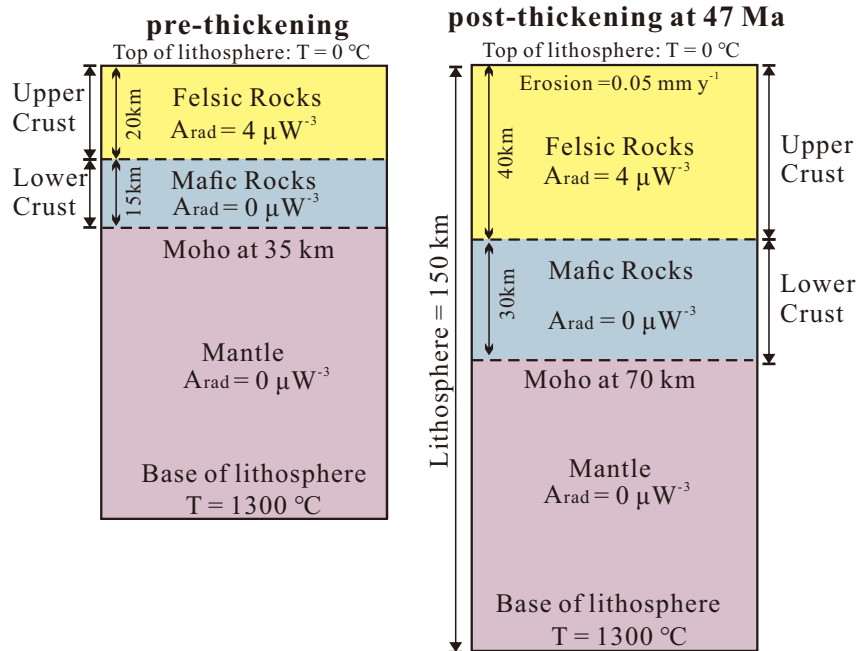 pre-thickening
Top of lithosphere: T = 0 ℃
Upper
Crust
20km
Felsic Rocks
Arad = 4 μW⁻³
Lower
Crust
15km
Mafic Rocks
Arad = 0 μW⁻³
Moho at 35 km
Mantle
Arad = 0 μW⁻³
Base of lithosphere
T = 1300 ℃
post-thickening at 47 Ma
Top of lithosphere: T = 0 ℃
Erosion =0.05 mm y⁻¹
40km
Felsic Rocks
Arad = 4 μW⁻³
Upper
Crust
Lithosphere = 150 km
30km
Mafic Rocks
Arad = 0 μW⁻³
Lower
Crust
Moho at 70 km
Mantle
Arad = 0 μW⁻³
Base of lithosphere
T = 1300 ℃